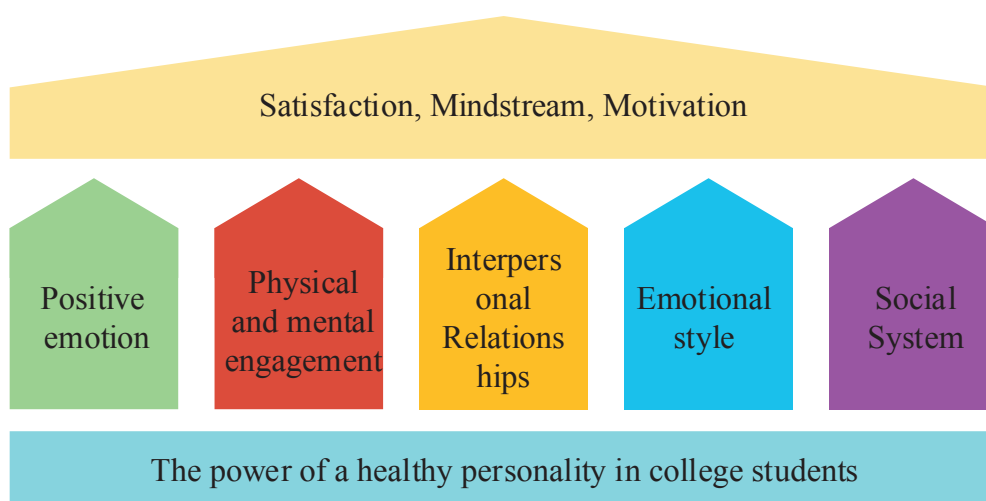 Satisfaction, Mindstream, Motivation
Positive
emotion
Physical
and mental
engagement
Interpers
onal
Relations
hips
Emotional
style
Social
System
The power of a healthy personality in college students